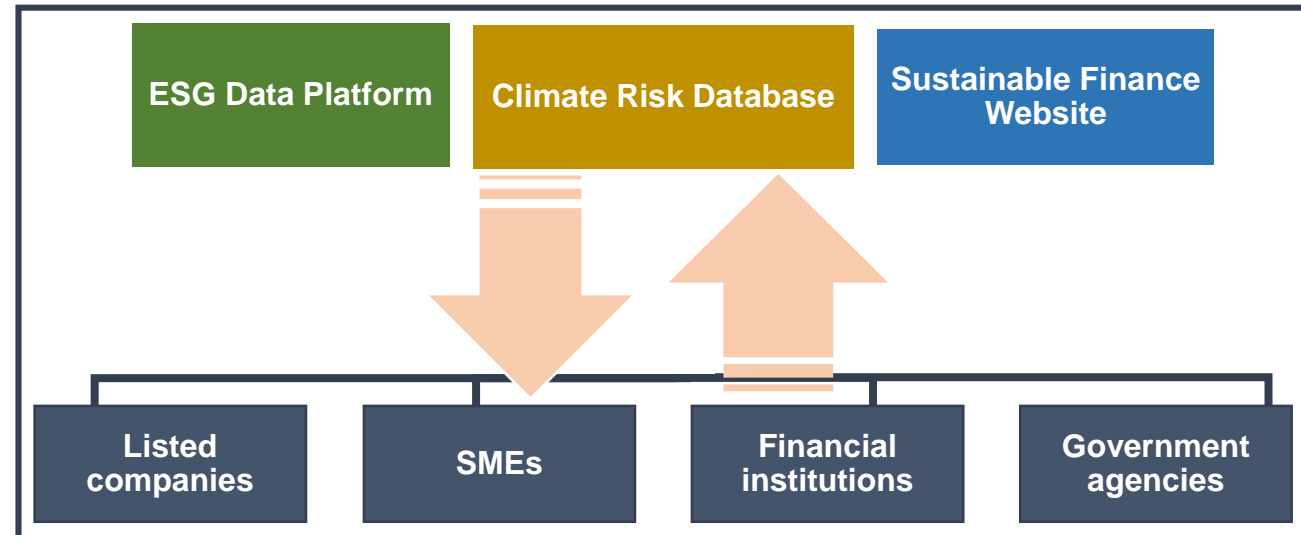 ESG Data Platform
Climate Risk Database
Sustainable Finance
Website
Listed
companies
SMEs
Financial
institutions
Government
agencies